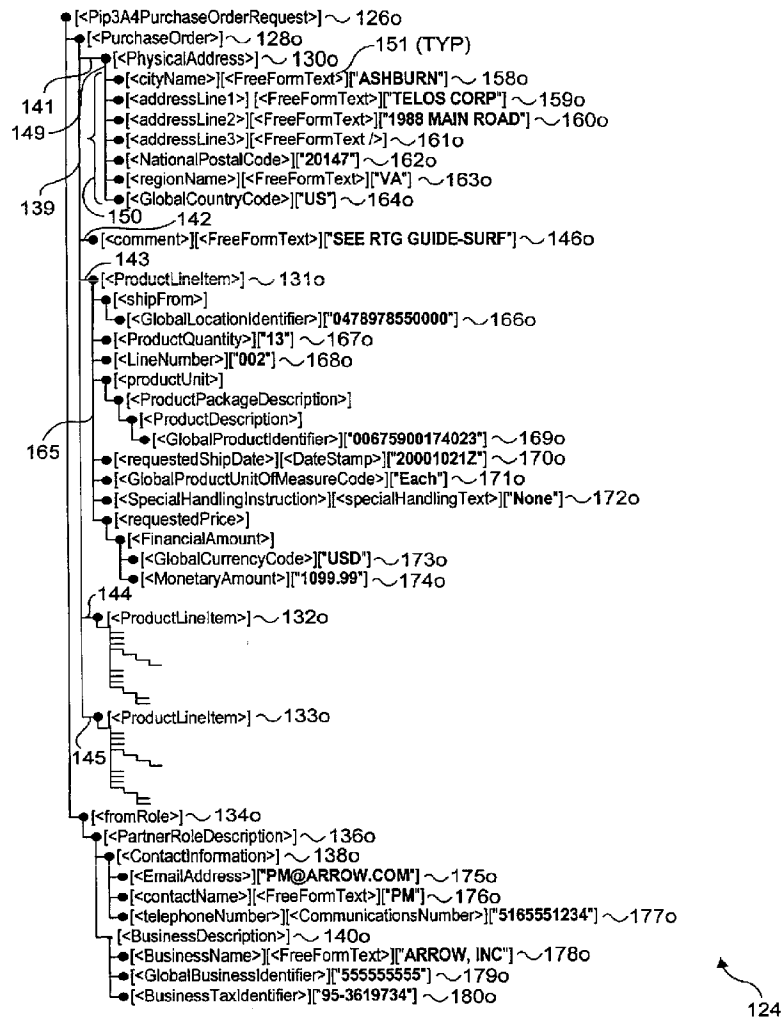 [<Pip3A4PurchaseOrderRequest>] 126o
[<PurchaseOrder>] 128o
151 (TYP)
[<PhysicalAddress>] 130o
141
[<cityName>][<FreeFormText>]["ASHBURN"] 158o
[<addressLine1>] [<FreeFormText>]["TELOS CORP"] 159o
149
[<addressLine2>][<FreeFormText>]["1988 MAIN ROAD"] 160o
[<addressLine3>][<FreeFormText />] 161o
[<NationalPostalCode>]["20147"] 162o
[<regionName>][<FreeFormText>]["VA"] 163o
139
[<GlobalCountryCode>]["US"] 164o
150
142
[<comment>][<FreeFormText>]["SEE RTG GUIDE-SURF"] 146o
143
[<ProductLineItem>] 131o
[<shipFrom>]
[<GlobalLocationIdentifier>]["0478978550000"] 166o
[<ProductQuantity>]["13"] 167o
[<LineNumber>]["002"] 168o
[<productUnit>]
[<ProductPackageDescription>]
[<ProductDescription>]
[<GlobalProductIdentifier>]["00675900174023"] 169o
165
[<requestedShipDate>][<DateStamp>]["20001021Z"] 170o
[<GlobalProductUnitOfMeasureCode>]["Each"] 171o
[<SpecialHandlingInstruction>][<specialHandlingText>]["None"] 172o
[<requestedPrice>]
[<FinancialAmount>]
[<GlobalCurrencyCode>]["USD"] 173o
[<MonetaryAmount>]["1099.99"] 174o
144
[<ProductLineItem>] 132o
[<ProductLineItem>] 133o
145
[<fromRole>] 134o
[<PartnerRoleDescription>] 136o
[<ContactInformation>] 138o
[<EmailAddress>]["PM@ARROW.COM"] 175o
[<contactName>][<FreeFormText>]["PM"] 176o
[<telephoneNumber>][<CommunicationsNumber>]["5165551234"] 177o
[<BusinessDescription>] 140o
[<BusinessName>][<FreeFormText>]["ARROW, INC"] 178o
[<GlobalBusinessIdentifier>]["555555555"] 179o
[<BusinessTaxIdentifier>]["95-3619734"] 180o
124